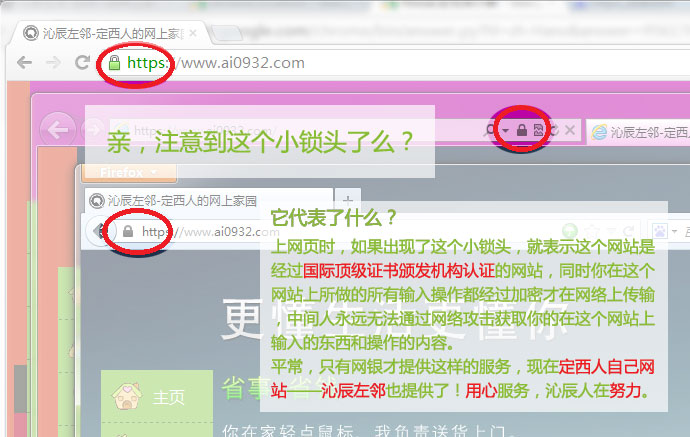 沁辰左邻-定西人的网上家园
https://www.ai0932.com
亲，注意到这个小锁头了么？
沁辰左邻-定西
Firefox
沁辰左邻-定西人的网上家园
https://www.ai0932.com
它代表了什么？
上网页时，如果出现了这个小锁头，就表示这个网站是
经过国际顶级证书颁发机构认证的网站，同时你在这个
网站上所做的所有输入操作都经过加密才在网络上传输
，中间人永远无法通过网络攻击获取你的在这个网站上
输入的东西和操作的内容。
平常，只有网银才提供这样的服务，现在定西人自己网
站——沁辰左邻也提供了！用心服务，沁辰人在努力。
更懂生活更懂你
主页
省事
你在家轻点鼠标，我负责送货上门。